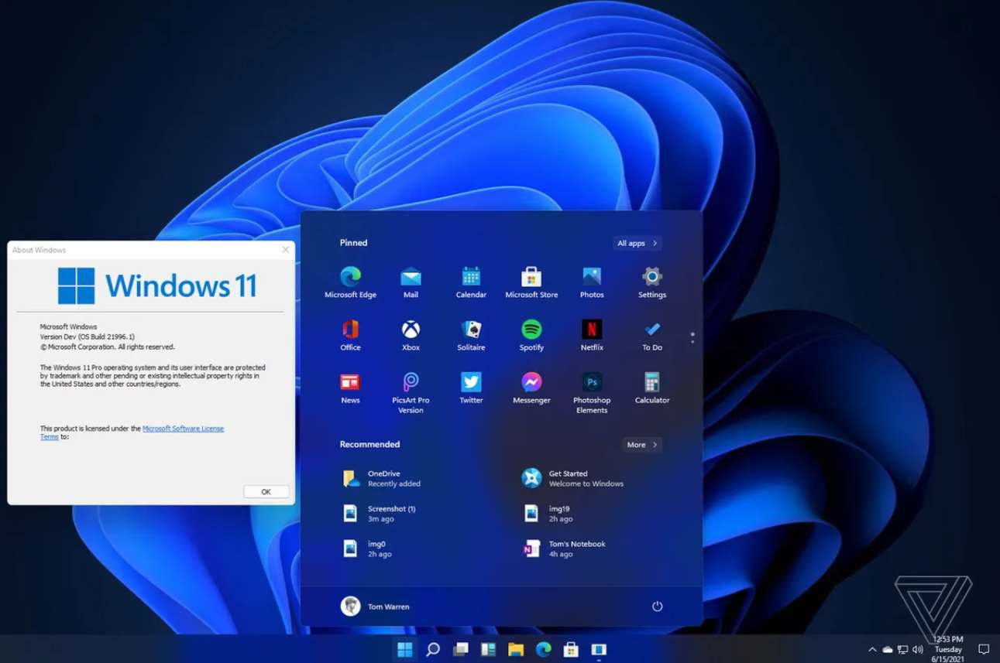 About Windows
Windows 11
Microsoft Windows
Version Dev (OS Build 21996.1)
© Microsoft Corporation. All rights reserved.
The Windows 11 Pro operating system and its user interface are protected
by trademark and other pending or existing intellectual property rights in
the United States and other countries/regions.
This product is licensed under the Microsoft Software License
Terms to:
OK
Pinned
All apps
Microsoft Edge
Mail
Calendar
Microsoft Store
Photos
Settings
Office
Xbox
Solitaire
Spotify
N
Netflix
To Do
News
PicsArt Pro
Version
Twitter
Messenger
Ps
Photoshop
Elements
Calculator
Recommended
More
OneDrive
Recently added
Get Started
Welcome to Windows
Screenshot (1)
3m ago
img19
2h ago
img0
2h ago
N
Tom's Notebook
4h ago
Tom Warren
12:53 PM
Tuesday
6/15/2021